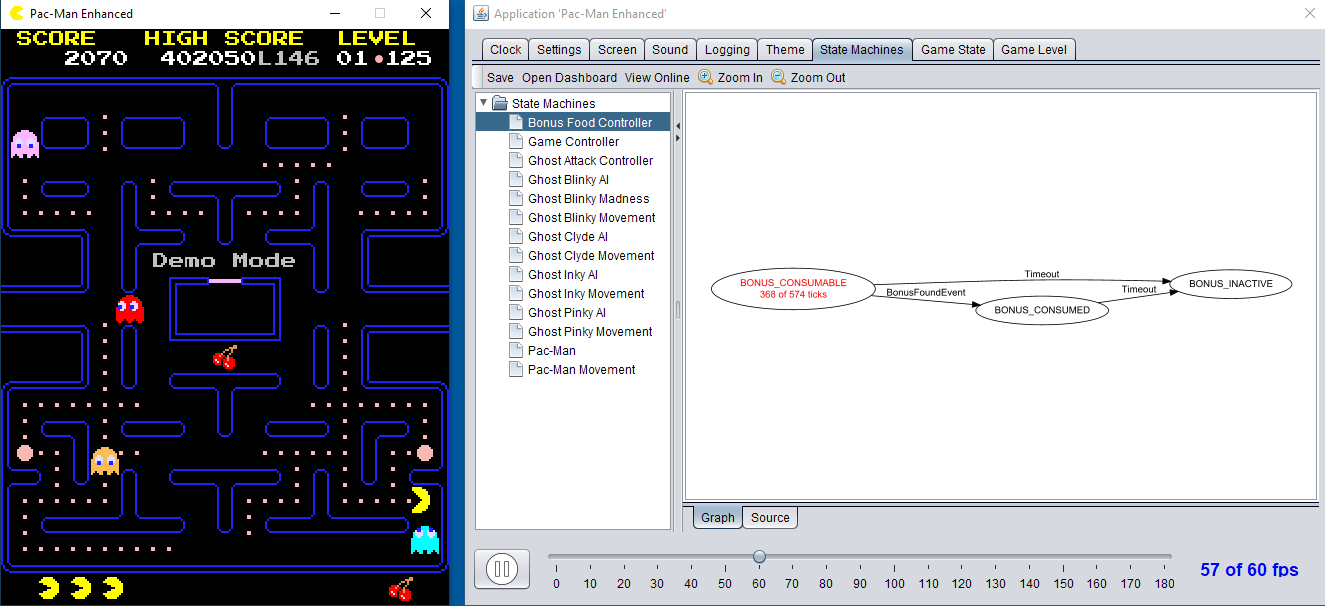 Pac-Man Enhanced
SCORE HIGH SCORE LEVEL
2070 402050L146 01 125
Demo Mode
Application 'Pac-Man Enhanced'
Clock Settings Screen Sound Logging Theme State Machines Game State Game Level
Save Open Dashboard View Online Zoom In Zoom Out
State Machines
Bonus Food Controller
Game Controller
Ghost Attack Controller
Ghost Blinky AI
Ghost Blinky Madness
Ghost Blinky Movement
Ghost Clyde AI
Ghost Clyde Movement
Ghost Inky AI
Ghost Inky Movement
Ghost Pinky AI
Ghost Pinky Movement
Pac-Man
Pac-Man Movement
BONUS_CONSUMABLE
368 of 574 ticks
Timeout
BonusFoundEvent
Timeout
BONUS_INACTIVE
BONUS_CONSUMED
Graph Source
0 10 20 30 40 50 60 70 80 90 100 110 120 130 140 150 160 170 180
57 of 60 fps